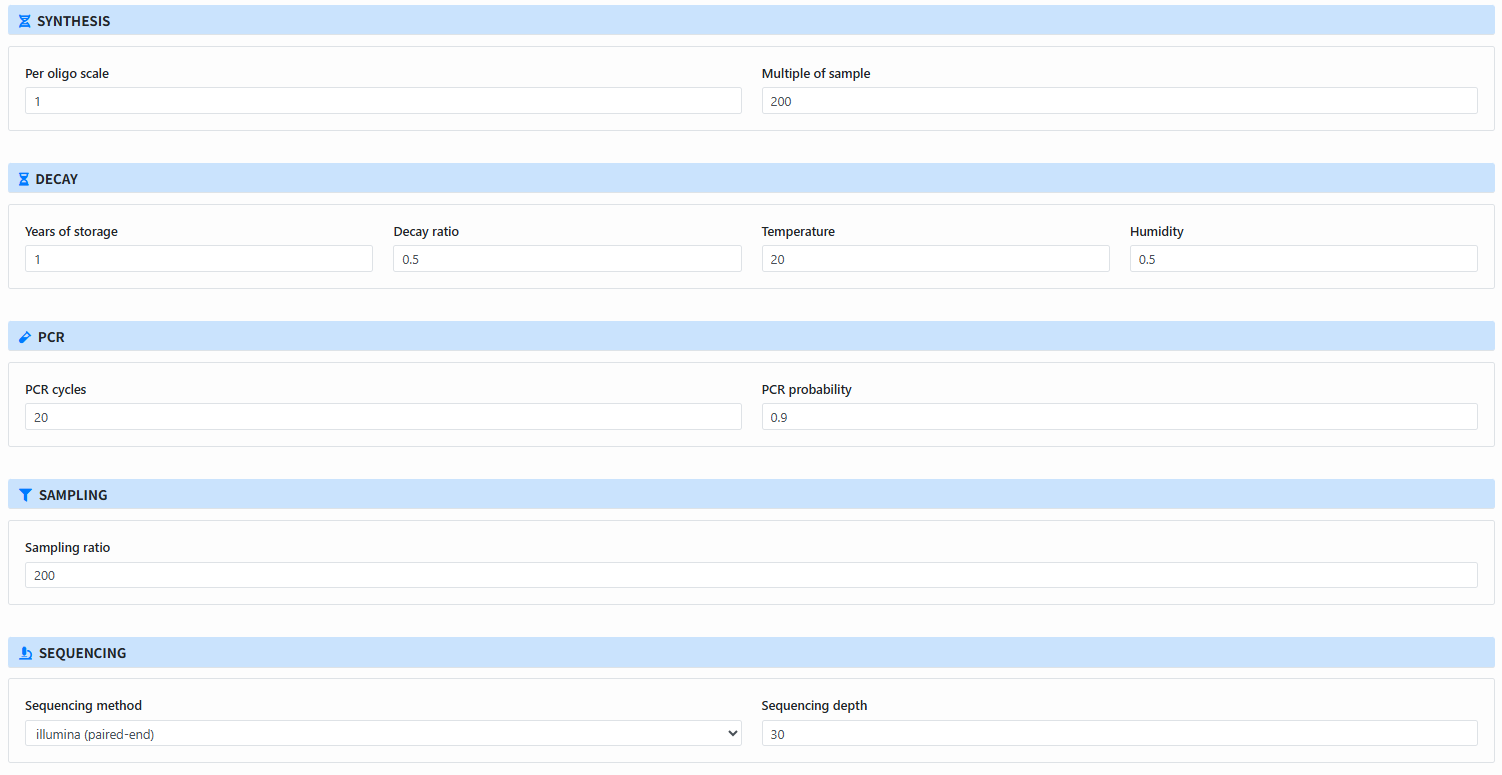 SYNTHESIS
Per oligo scale Multiple of sample
1 200
DECAY
Years of storage Decay ratio Temperature Humidity
1 0.5 20 0.5
PCR
PCR cycles PCR probability
20 0.9
SAMPLING
Sampling ratio
200
SEQUENCING
Sequencing method Sequencing depth
illumina (paired-end) 30